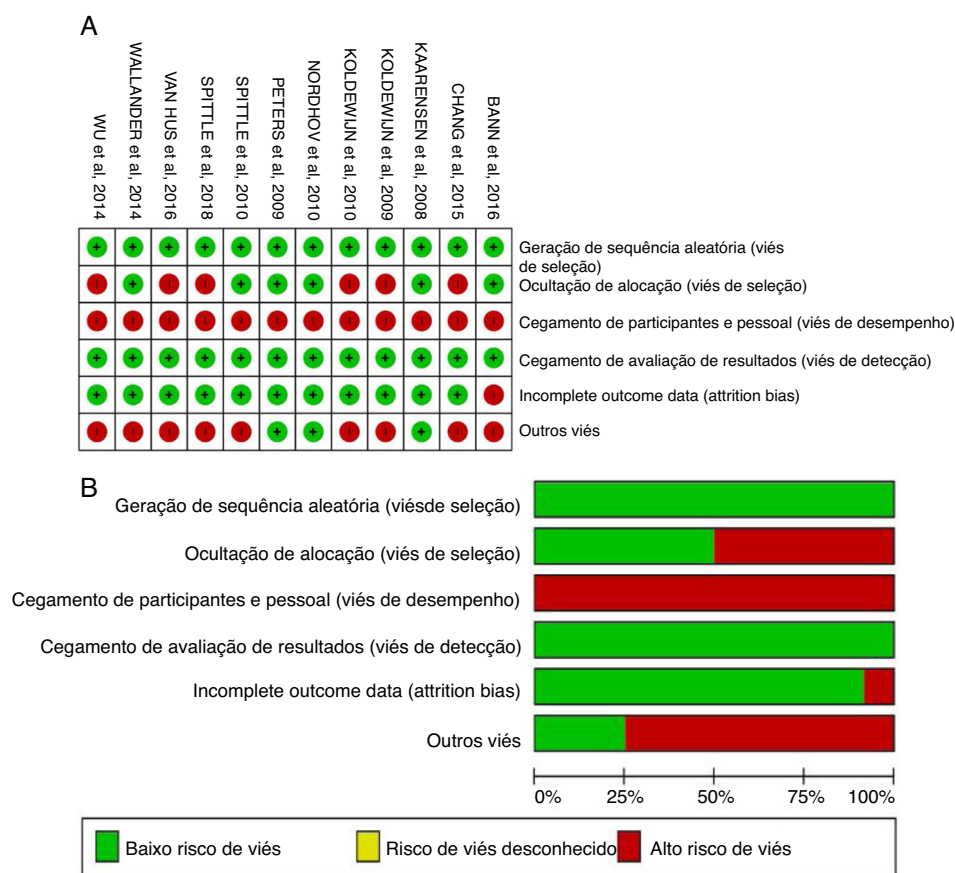 A
WU et al, 2014
WALLANDER et al, 2014
VAN HUS et al, 2016
SPITTLE et al, 2018
SPITTLE et al, 2010
PETERS et al, 2009
NORDHOV et al, 2010
KOLDEWIJN et al, 2010
KOLDEWIJN et al, 2009
KAARENSEN et al, 2008
CHANG et al, 2015
BANN et al, 2016
+ + + + + + + + + + + +
Geração de sequência aleatória (viés
de seleção)
– + – – + + + – – + – +
Ocultação de alocação (viés de seleção)
– – – – – – – – – – – –
Cegamento de participantes e pessoal (viés de desempenho)
+ + + + + + + + + + + +
Cegamento de avaliação de resultados (viés de detecção)
+ + + + + + + + + + + –
Incomplete outcome data (attrition bias)
– – – – – + + – – + – –
Outros viés
B
Geração de sequência aleatória (viésde seleção)
Ocultação de alocação (viés de seleção)
Cegamento de participantes e pessoal (viés de desempenho)
Cegamento de avaliação de resultados (viés de detecção)
Incomplete outcome data (attrition bias)
Outros viés
0% 25% 50% 75% 100%
Baixo risco de viés
Risco de viés desconhecido
Alto risco de viés